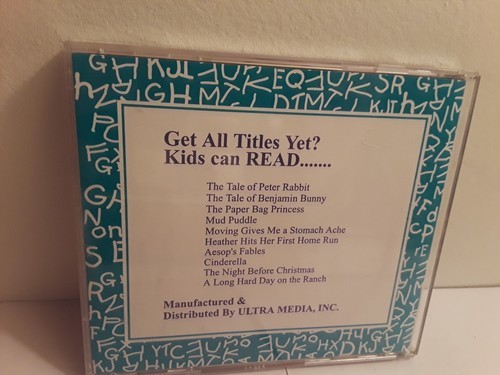 Get All Titles Yet?
Kids can READ.......
The Tale of Peter Rabbit
The Tale of Benjamin Bunny
The Paper Bag Princess
Mud Puddle
Moving Gives Me a Stomach Ache
Heather Hits Her First Home Run
Aesop's Fables
Cinderella
The Night Before Christmas
A Long Hard Day on the Ranch
Manufactured &
Distributed By ULTRA MEDIA, INC.